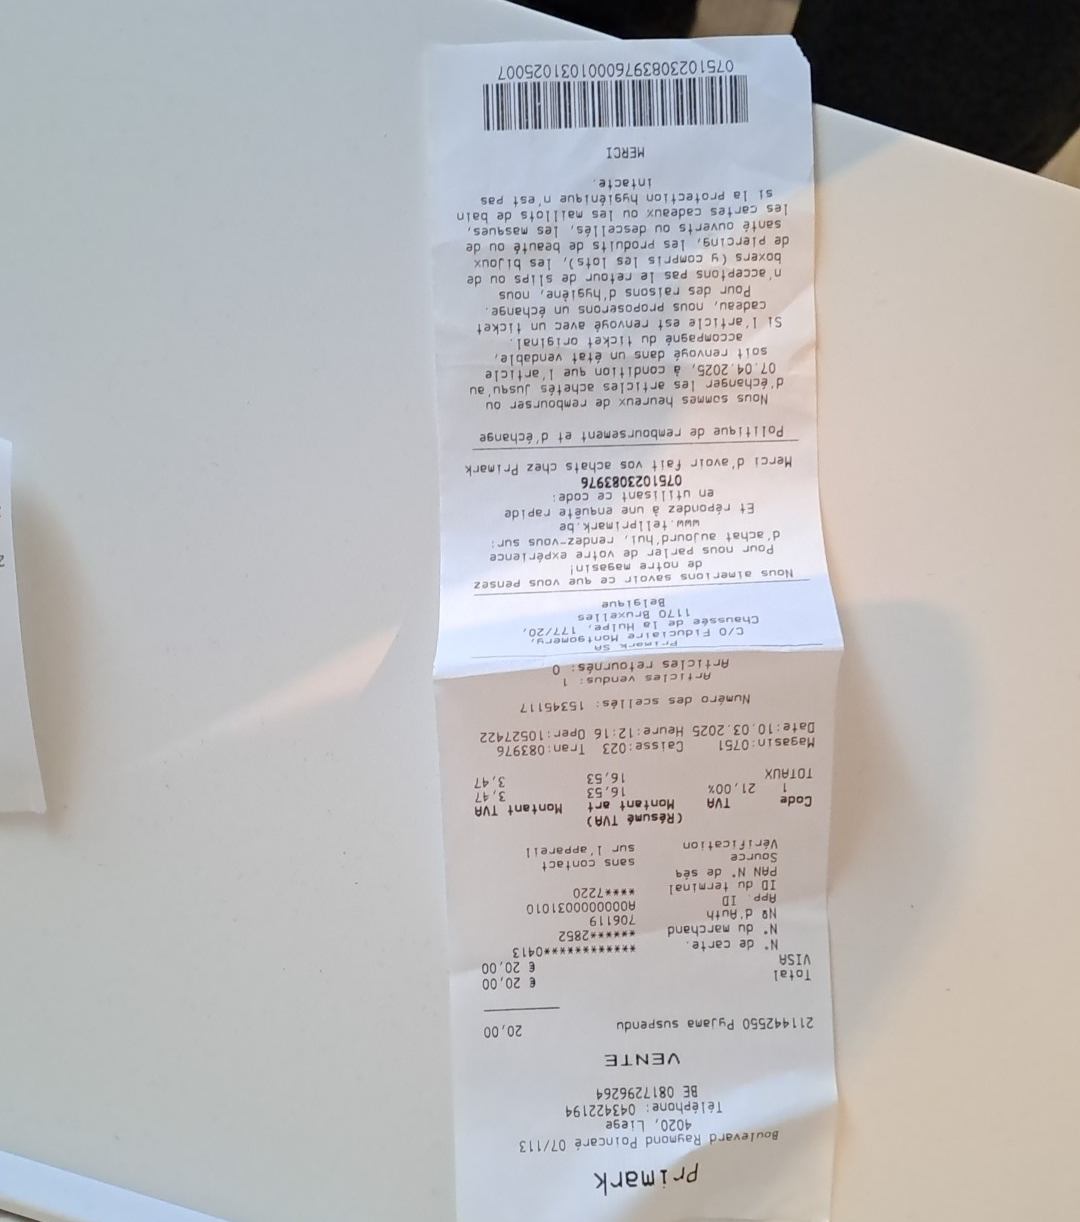 PRIMARK
Boulevard Raymond Poincaré 07/113
4020, Liege
Téléphone: 043422194
BE 0817296264
VENTE
211442550 Pyjama suspendu 20,00
Total € 20,00
VISA € 20,00
N° de carte. ************0413
N° du marchand ******2852
Nº d'Auth 706119
App. ID A0000000031010
ID du terminal ****7220
PAN N° de séq
Source sans contact
Vérification sur l'appareil
(Résumé TVA)
Code TVA Montant art Montant TVA
1 21,00% 16,53 3,47
TOTAUX 16,53 3,47
Magasin:0751 Caisse:023 Tran:083976
Date:10.03.2025 Heure:12:16 Oper:10527422
Numéro des scellés: 15345117
Articles vendus: 1
Articles retournés: 0
Primark SA
C/O Fiduciaire Montgomery,
Chaussée de la Hulpe, 177/20,
1170 Bruxelles
Belgique
Nous aimerions savoir ce que vous pensez
de notre magasin!
Pour nous parler de votre expérience
d'achat aujourd'hui, rendez-vous sur:
www.tellprimark.be
Et répondez à une enquête rapide
en utilisant ce code:
0751023083976
Merci d'avoir fait vos achats chez Primark
Politique de remboursement et d'échange
Nous sommes heureux de rembourser ou
d'échanger les articles achetés jusqu'au
07.04.2025, à condition que l'article
soit renvoyé dans un état vendable,
accompagné du ticket original.
Si l'article est renvoyé avec un ticket
cadeau, nous proposerons un échange.
Pour des raisons d'hygiène, nous
n'acceptons pas le retour de slips ou de
boxers (y compris les lots), les bijoux
de piercing, les produits de beauté ou de
santé ouverts ou descellés, les masques,
les cartes cadeaux ou les maillots de bain
si la protection hygiénique n'est pas
intacte.
MERCI
07510230839760001031025007